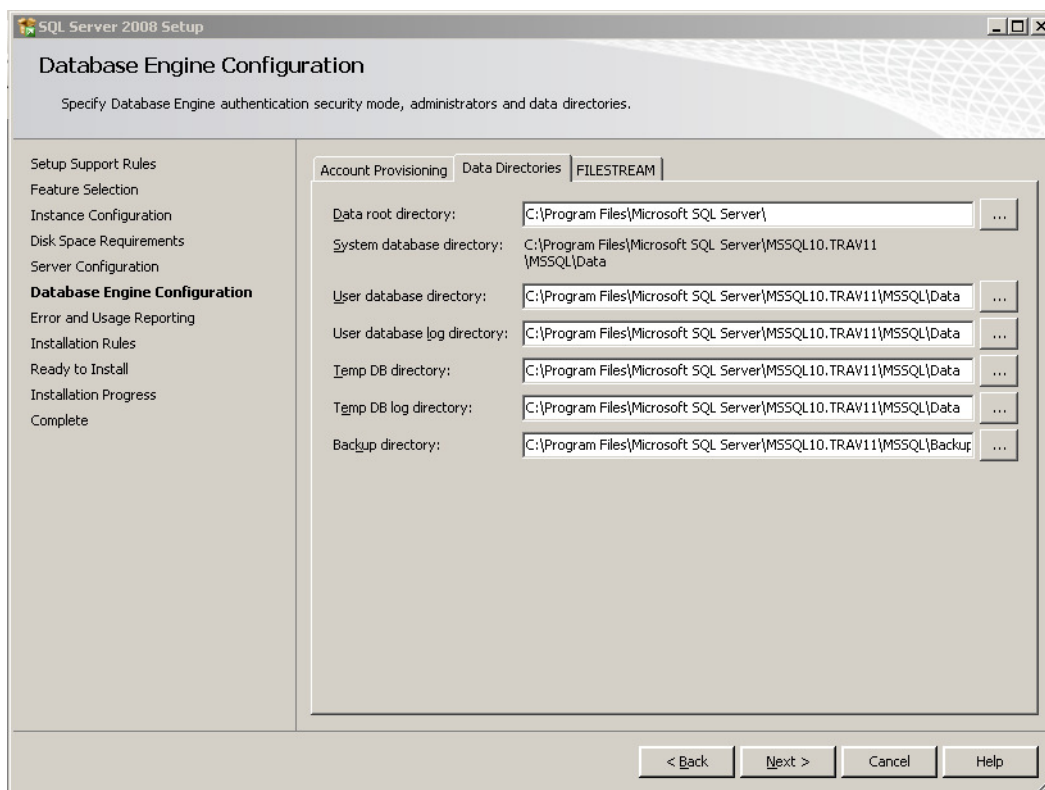 SQL Server 2008 Setup
Database Engine Configuration
Specify Database Engine authentication security mode, administrators and data directories.
Setup Support Rules
Feature Selection
Instance Configuration
Disk Space Requirements
Server Configuration
Database Engine Configuration
Error and Usage Reporting
Installation Rules
Ready to Install
Installation Progress
Complete
Account Provisioning Data Directories FILESTREAM
Data root directory: C:\Program Files\Microsoft SQL Server\ ...
System database directory: C:\Program Files\Microsoft SQL Server\MSSQL10.TRAV11
\MSSQL\Data
User database directory: C:\Program Files\Microsoft SQL Server\MSSQL10.TRAV11\MSSQL\Data ...
User database log directory: C:\Program Files\Microsoft SQL Server\MSSQL10.TRAV11\MSSQL\Data ...
Temp DB directory: C:\Program Files\Microsoft SQL Server\MSSQL10.TRAV11\MSSQL\Data ...
Temp DB log directory: C:\Program Files\Microsoft SQL Server\MSSQL10.TRAV11\MSSQL\Data ...
Backup directory: C:\Program Files\Microsoft SQL Server\MSSQL10.TRAV11\MSSQL\Backup ...
< Back Next > Cancel Help